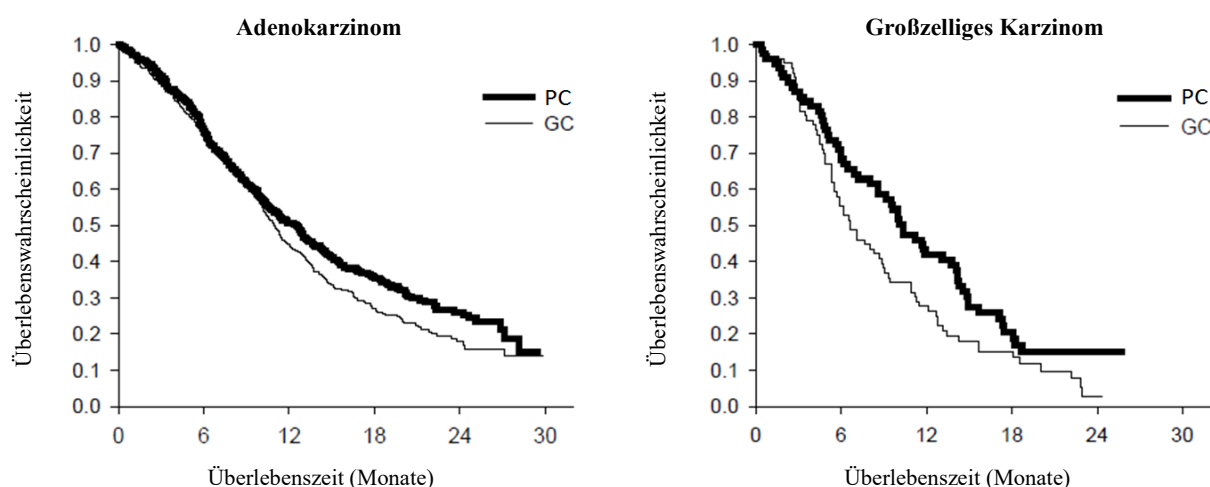 Adenokarzinom
Überlebenswahrscheinlichkeit
1.0
0.9
0.8
0.7
0.6
0.5
0.4
0.3
0.2
0.1
0.0
PC
GC
0 6 12 18 24 30
Überlebenszeit (Monate)
Großzelliges Karzinom
Überlebenswahrscheinlichkeit
1.0
0.9
0.8
0.7
0.6
0.5
0.4
0.3
0.2
0.1
0.0
PC
GC
0 6 12 18 24 30
Überlebenszeit (Monate)